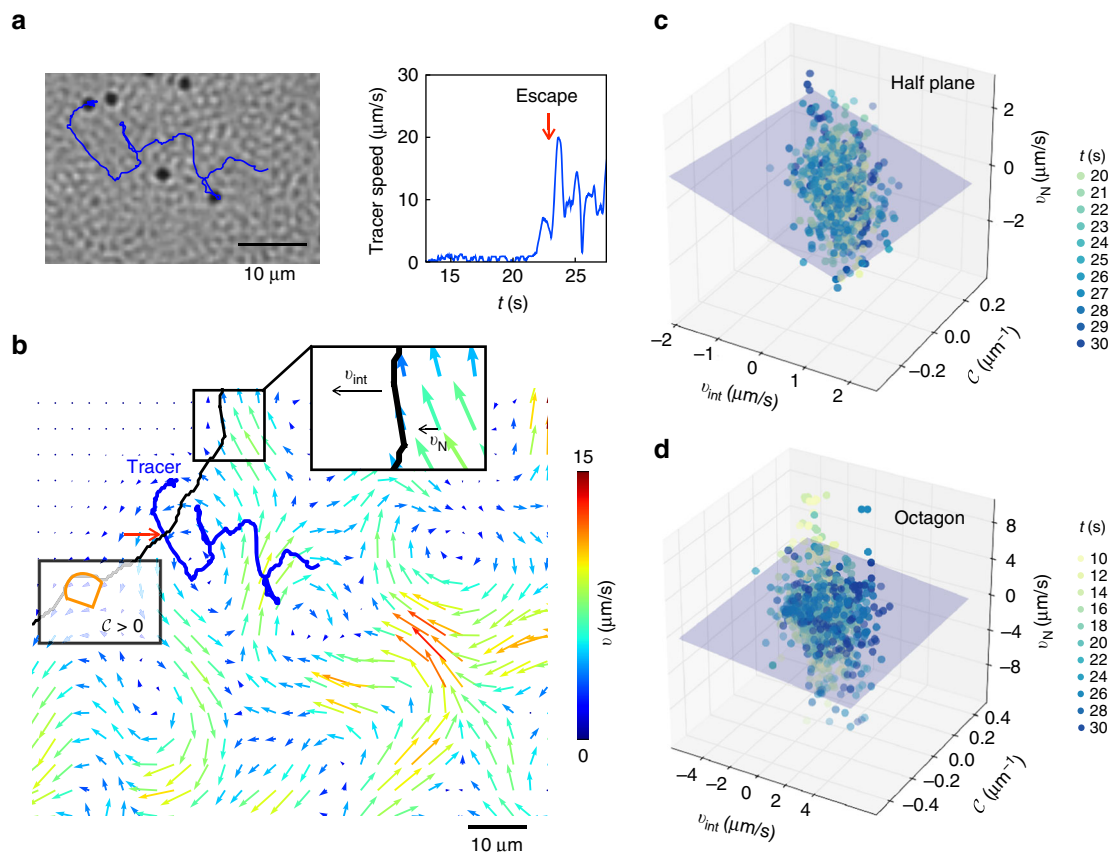 a
30
20
10
0
Tracer speed (μm/s)
Escape
15
20
25
t (s)
10 μm
b
υint
υN
Tracer
C > 0
15
υ (μm/s)
0
10 μm
c
Half plane
2
0
−2
υN (μm/s)
0.2
0.0
−0.2
C (μm−1)
−2
−1
0
1
2
υint (μm/s)
t (s)
20
21
22
23
24
25
26
27
28
29
30
d
Octagon
8
4
0
−4
−8
υN (μm/s)
0.4
0.2
0.0
−0.2
−0.4
C (μm−1)
−4
−2
0
2
4
υint (μm/s)
t (s)
10
12
14
16
18
20
22
24
26
28
30